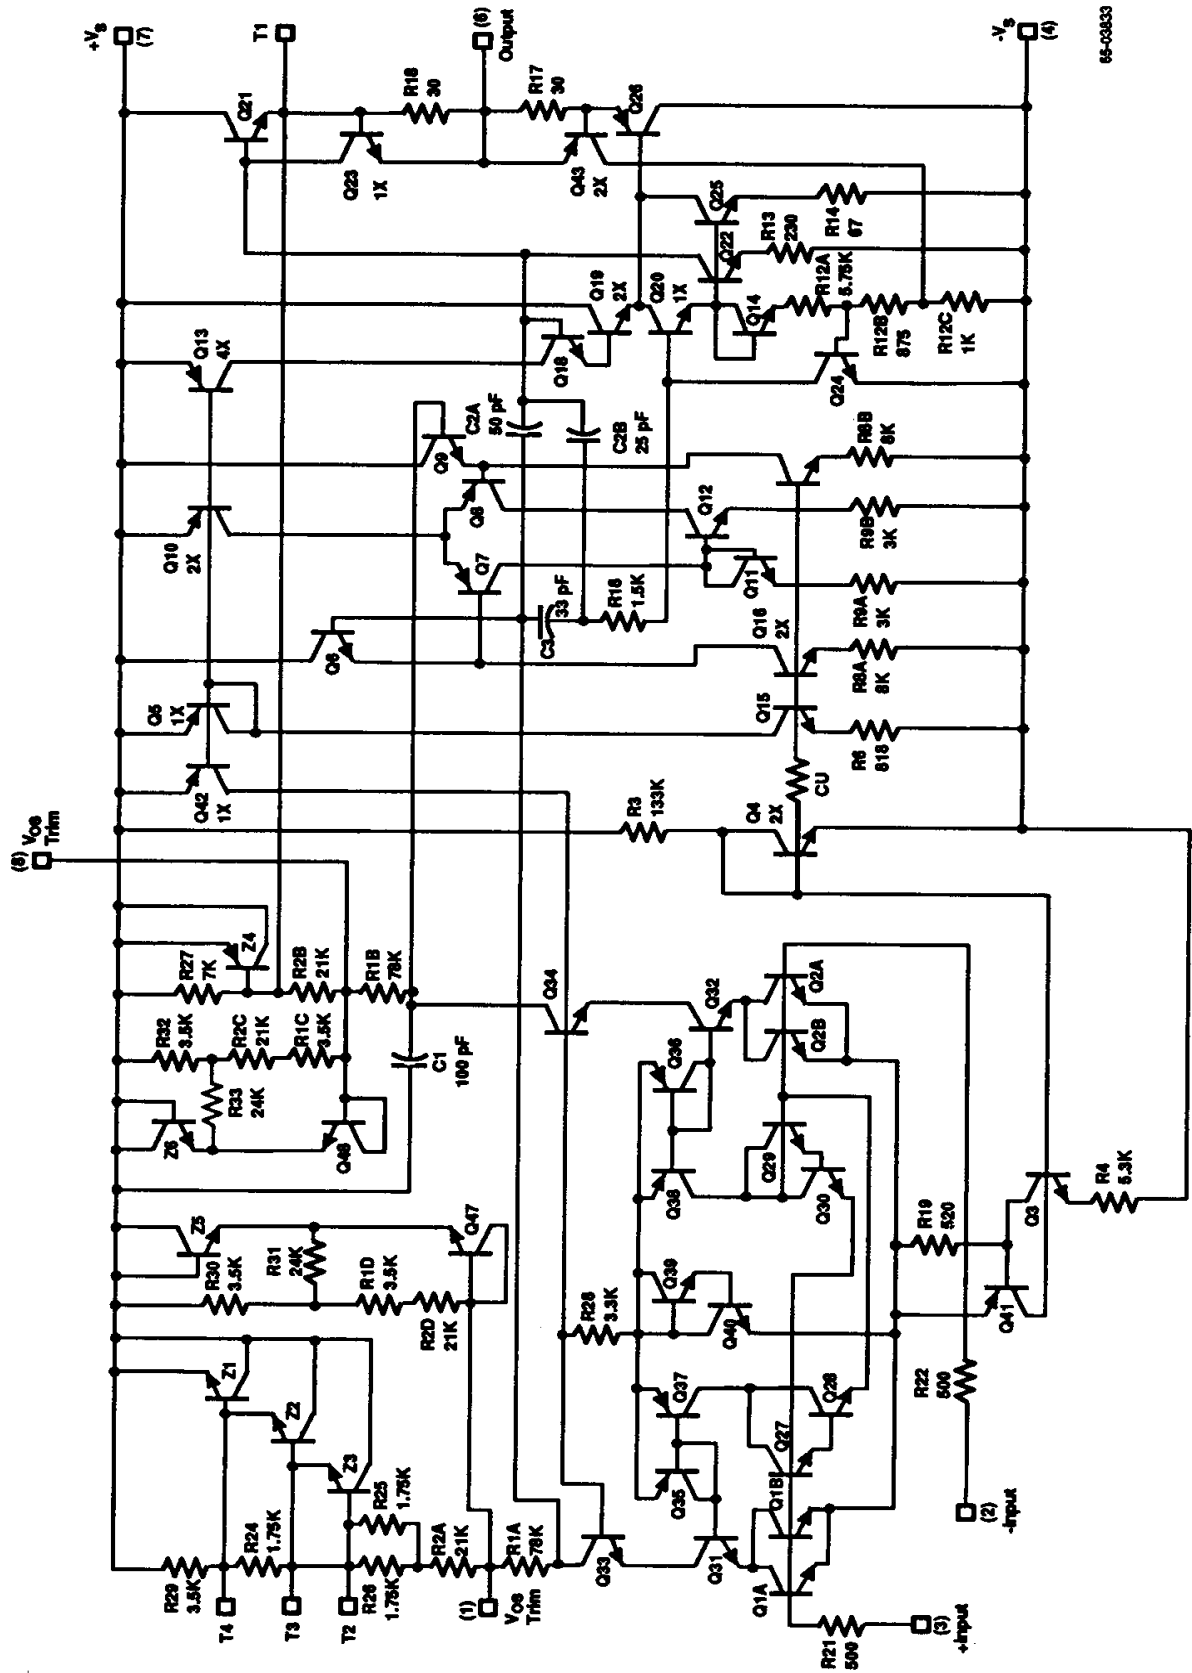 +Vs
(7)
T1
(6)
Output
-Vs
(4)
65-03833
Q21
R18
30
R17
30
Q26
Q23
1X
Q43
2X
Q25
R14
67
Q22
R13
230
Q19
2X
Q20
1X
Q14
R12A
5.75K
Q13
4X
Q18
R12B
875
R12C
1K
Q24
C2A
50 pF
Q9
C2B
25 pF
R8B
8K
Q8
Q12
R9B
3K
Q10
2X
Q7
Q11
R9A
3K
C3
33 pF
R16
1.5K
Q16
2X
R8A
8K
Q6
Q5
1X
Q15
R6
818
Q42
1X
CU
R3
133K
Q4
2X
(8)
Vos
Trim
Z4
R27
7K
R2B
21K
R1B
78K
Q34
Q32
Q2A
R32
3.5K
R2C
21K
R1C
3.5K
C1
100 pF
Q36
Q2B
R33
24K
Z6
Q38
Q29
Q30
Z5
Q47
R19
520
Q3
R4
5.3K
R30
3.5K
R31
24K
R1D
3.5K
R2D
21K
Q39
R28
3.3K
Q40
Q41
Z1
Z2
Z3
Q37
Q28
R22
500
Q35
Q27
R25
1.75K
Q1B
(2)
-Input
R29
3.5K
R24
1.75K
R26
1.75K
R2A
21K
R1A
78K
Q33
Q31
Q1A
T4
T3
T2
(1)
Vos
Trim
R21
500
(3)
+Input